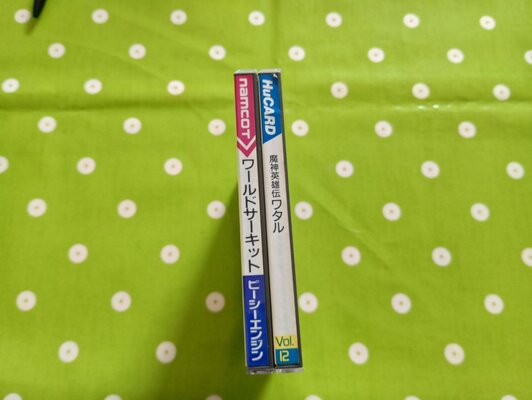 namcoT
ワールドサーキット
ピーシーエンジン
HuCARD
魔神英雄伝ワタル
Vol.
12